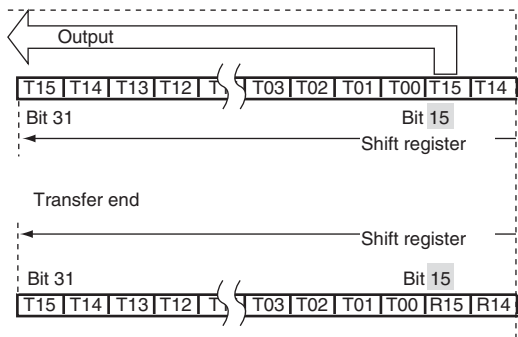 Output
T15 T14 T13 T12 T03 T02 T01 T00 T15 T14
Bit 31 Bit 15
Shift register
Transfer end
Shift register
Bit 31 Bit 15
T15 T14 T13 T12 T03 T02 T01 T00 R15 R14